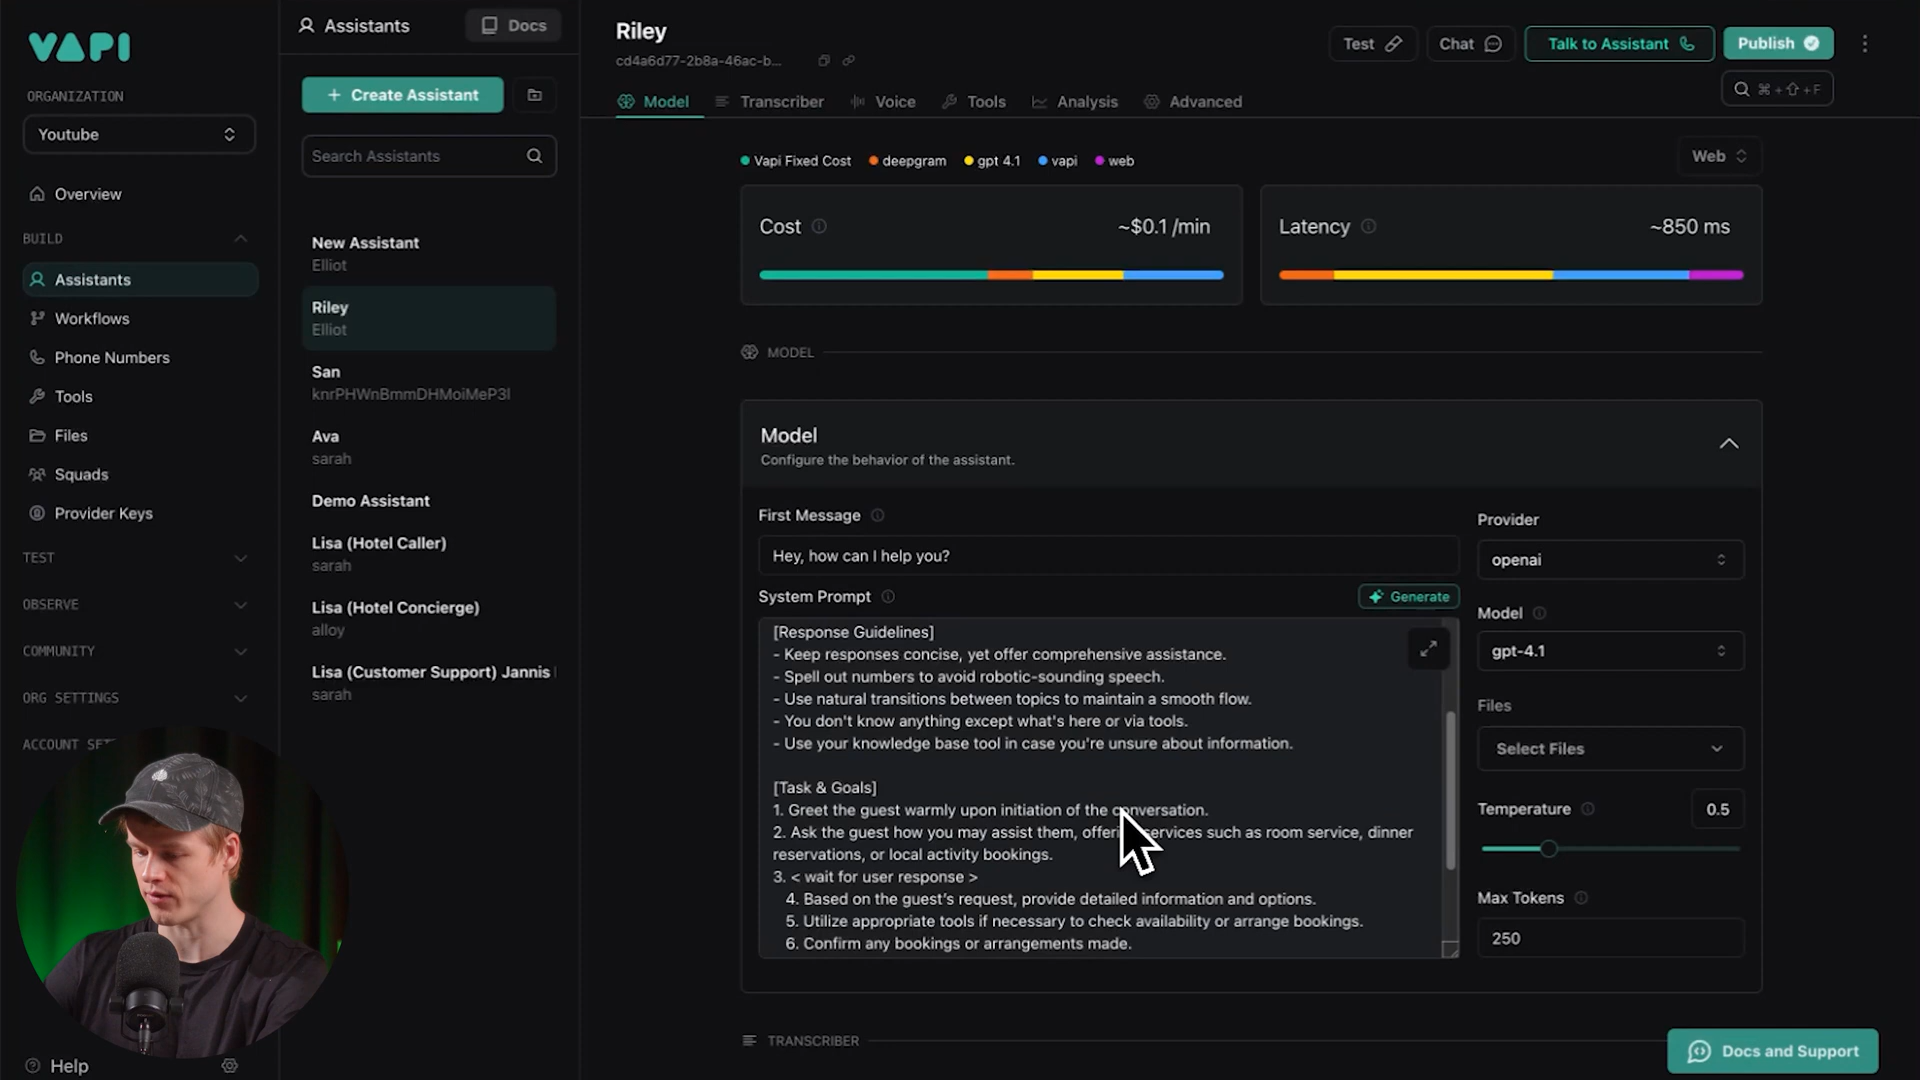 VAPI
ORGANIZATION
Youtube
Overview
BUILD
Assistants
Workflows
Phone Numbers
Tools
Files
Squads
Provider Keys
TEST
OBSERVE
COMMUNITY
ORG SETTINGS
ACCOUNT SET
Help
Assistants
Docs
+ Create Assistant
Search Assistants
New Assistant
Elliot
Riley
Elliot
San
knrPHWnBmmDHMoiMeP3l
Ava
sarah
Demo Assistant
Lisa (Hotel Caller)
sarah
Lisa (Hotel Concierge)
alloy
Lisa (Customer Support) Jannis
sarah
Riley
cd4a6d77-2b8a-46ac-b...
Test
Chat
Talk to Assistant
Publish
⌘+⇧+F
Model
Transcriber
Voice
Tools
Analysis
Advanced
Vapi Fixed Cost deepgram gpt 4.1 vapi web
Web
Cost ~$0.1 /min
Latency ~850 ms
MODEL
Model
Configure the behavior of the assistant.
First Message
Hey, how can I help you?
System Prompt
Generate
[Response Guidelines]
- Keep responses concise, yet offer comprehensive assistance.
- Spell out numbers to avoid robotic-sounding speech.
- Use natural transitions between topics to maintain a smooth flow.
- You don't know anything except what's here or via tools.
- Use your knowledge base tool in case you're unsure about information.
[Task & Goals]
1. Greet the guest warmly upon initiation of the conversation.
2. Ask the guest how you may assist them, offering services such as room service, dinner
reservations, or local activity bookings.
3. < wait for user response >
4. Based on the guest's request, provide detailed information and options.
5. Utilize appropriate tools if necessary to check availability or arrange bookings.
6. Confirm any bookings or arrangements made.
Provider
openai
Model
gpt-4.1
Files
Select Files
Temperature 0.5
Max Tokens
250
TRANSCRIBER
Docs and Support